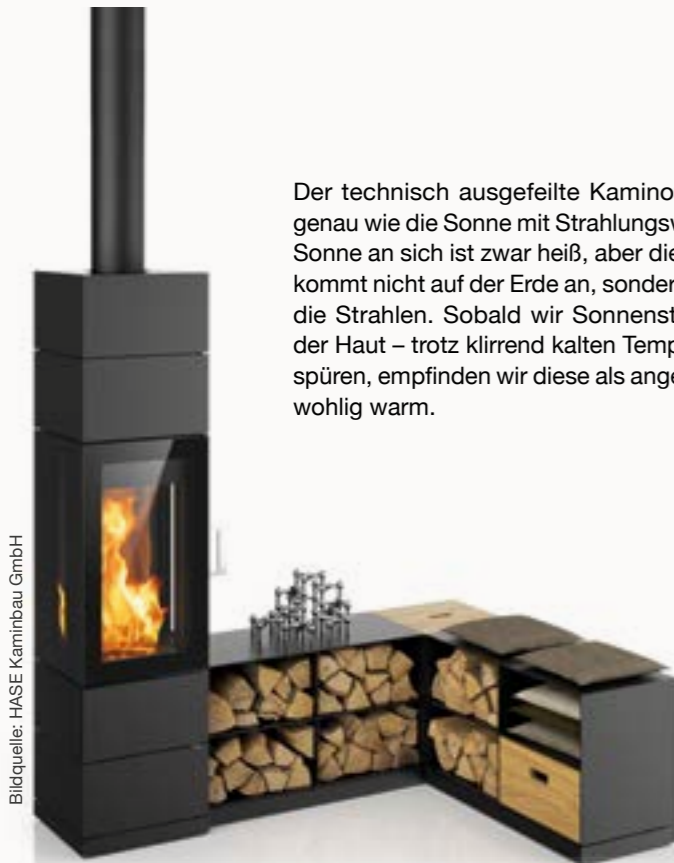 Der technisch ausgefeilte Kamino
genau wie die Sonne mit Strahlungsw
Sonne an sich ist zwar heiß, aber die
kommt nicht auf der Erde an, sonder
die Strahlen. Sobald wir Sonnenst
der Haut – trotz klirrend kalten Temp
spüren, empfinden wir diese als ange
wohlig warm.
Bildquelle: HASE Kaminbau GmbH